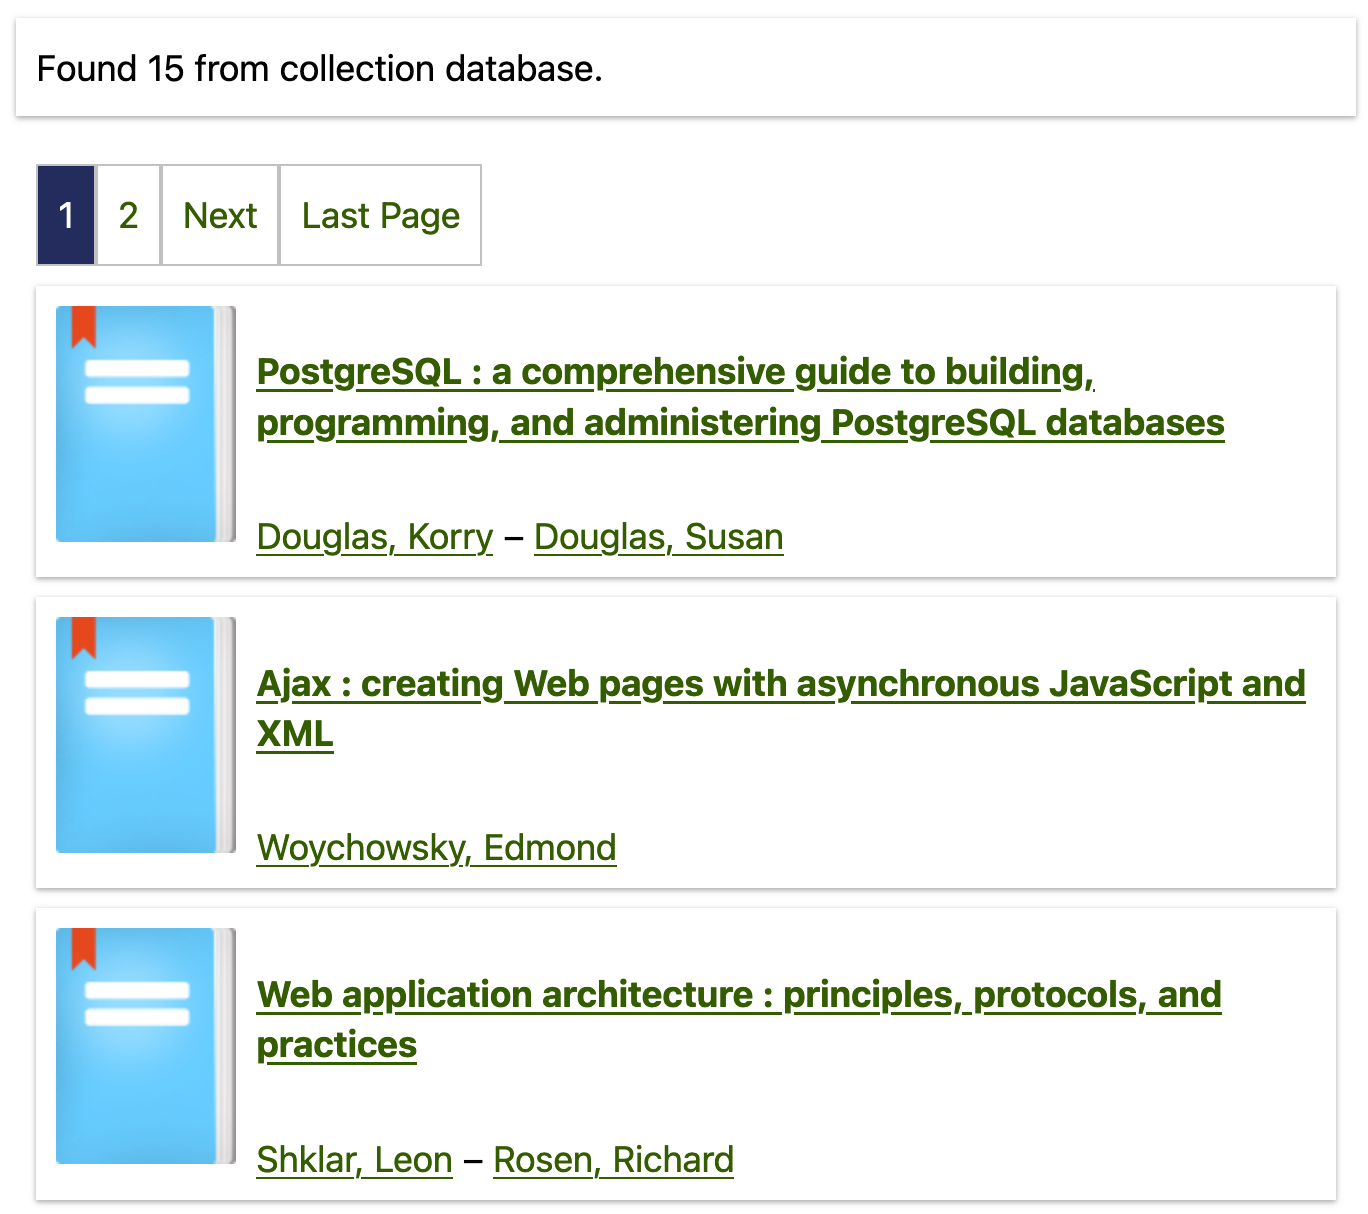 Found 15 from collection database.
1 2 Next Last Page
PostgreSQL : a comprehensive guide to building,
programming, and administering PostgreSQL databases
Douglas, Korry – Douglas, Susan
Ajax : creating Web pages with asynchronous JavaScript and
XML
Woychowsky, Edmond
Web application architecture : principles, protocols, and
practices
Shklar, Leon – Rosen, Richard